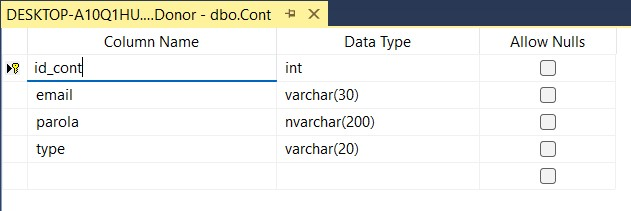 DESKTOP-A10Q1HU....Donor - dbo.Cont
Column Name Data Type Allow Nulls
id_cont int
email varchar(30)
parola nvarchar(200)
type varchar(20)